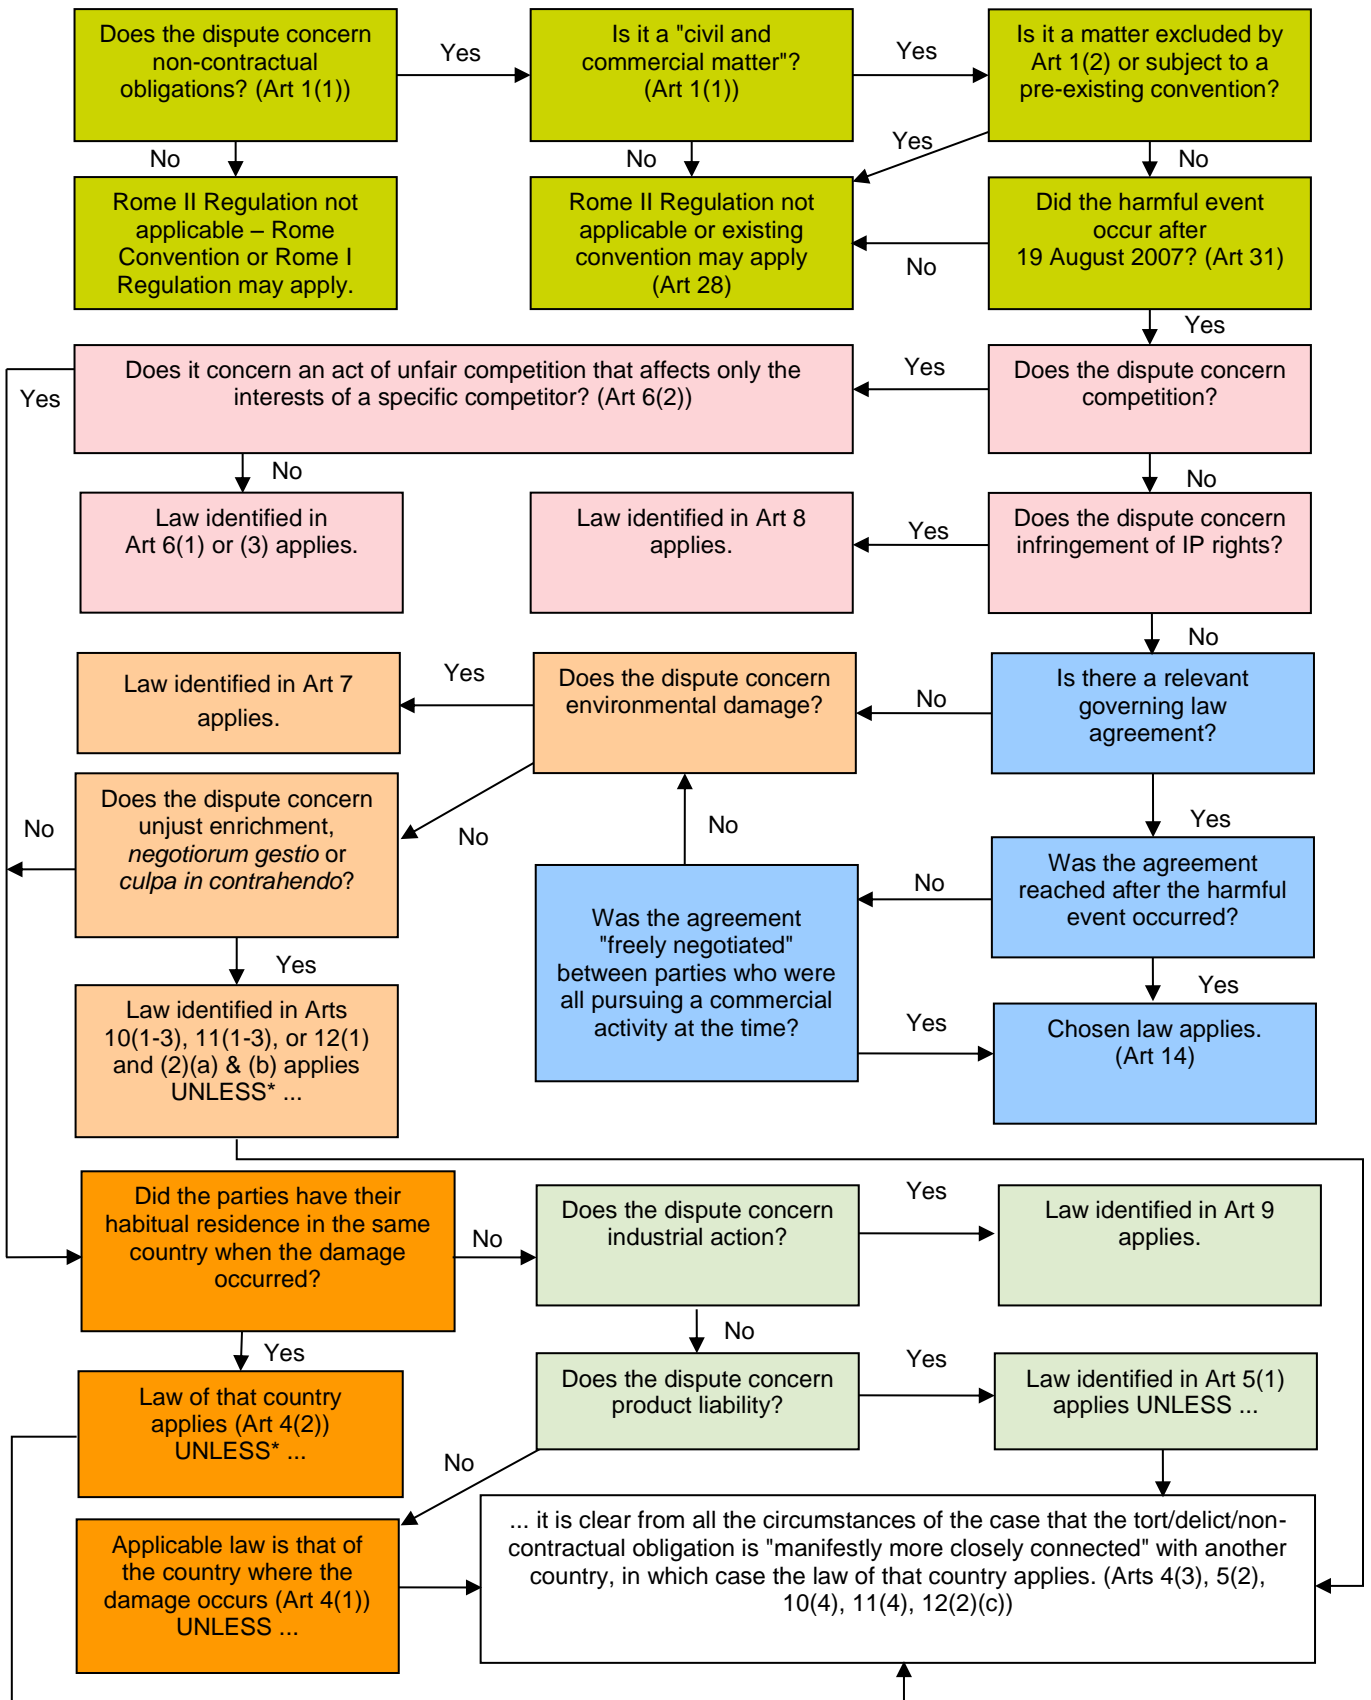 Does the dispute concern
non-contractual
obligations? (Art 1(1))
Yes
Is it a "civil and
commercial matter"?
(Art 1(1))
Yes
Is it a matter excluded by
Art 1(2) or subject to a
pre-existing convention?
No
No
Yes
No
Rome II Regulation not
applicable – Rome
Convention or Rome I
Regulation may apply.
Rome II Regulation not
applicable or existing
convention may apply
(Art 28)
No
Did the harmful event
occur after
19 August 2007? (Art 31)
Yes
Yes
Does it concern an act of unfair competition that affects only the
interests of a specific competitor? (Art 6(2))
Yes
Does the dispute concern
competition?
No
No
Law identified in
Art 6(1) or (3) applies.
Law identified in Art 8
applies.
Yes
Does the dispute concern
infringement of IP rights?
No
Law identified in Art 7
applies.
Yes
Does the dispute concern
environmental damage?
No
Is there a relevant
governing law
agreement?
No
Does the dispute concern
unjust enrichment,
negotiorum gestio or
culpa in contrahendo?
No
No
Yes
Was the agreement
"freely negotiated"
between parties who were
all pursuing a commercial
activity at the time?
No
Was the agreement
reached after the harmful
event occurred?
Yes
Yes
Law identified in Arts
10(1-3), 11(1-3), or 12(1)
and (2)(a) & (b) applies
UNLESS* ...
Yes
Chosen law applies.
(Art 14)
Did the parties have their
habitual residence in the same
country when the damage
occurred?
No
Does the dispute concern
industrial action?
Yes
Law identified in Art 9
applies.
Yes
No
Law of that country
applies (Art 4(2))
UNLESS* ...
Does the dispute concern
product liability?
Yes
Law identified in Art 5(1)
applies UNLESS ...
No
Applicable law is that of
the country where the
damage occurs (Art 4(1))
UNLESS ...
... it is clear from all the circumstances of the case that the tort/delict/non-
contractual obligation is "manifestly more closely connected" with another
country, in which case the law of that country applies. (Arts 4(3), 5(2),
10(4), 11(4), 12(2)(c))